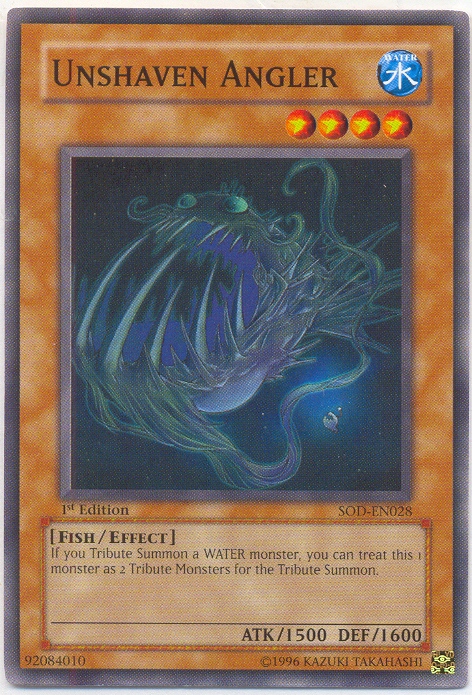 UNSHAVEN ANGLER
WATER
水
1st Edition
SOD-EN028
[FISH/EFFECT]
If you Tribute Summon a WATER monster, you can treat this 1
monster as 2 Tribute Monsters for the Tribute Summon.
ATK/1500 DEF/1600
92084010
©1996 KAZUKI TAKAHASHI